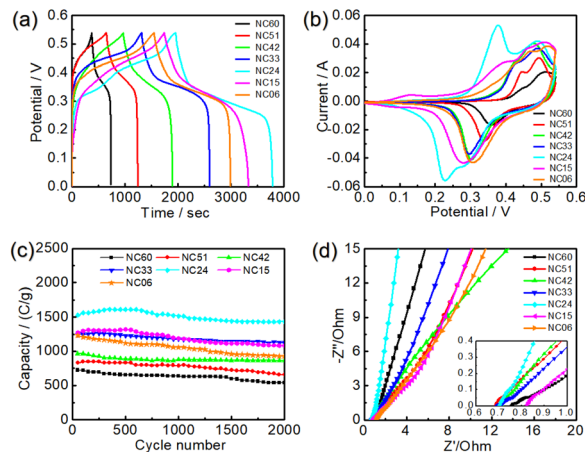 (a)
0.6
0.5
0.4
0.3
0.2
0.1
0.0
Potential / V
NC60
NC51
NC42
NC33
NC24
NC15
NC06
0 1000 2000 3000 4000
Time / sec
(b)
0.06
0.04
0.02
0.00
-0.02
-0.04
-0.06
Current / A
NC60
NC51
NC42
NC33
NC24
NC15
NC06
0.0 0.1 0.2 0.3 0.4 0.5 0.6
Potential / V
(c)
2500
2000
1500
1000
500
0
Capacity / (C/g)
NC60 NC51 NC42
NC33 NC24 NC15
NC06
0 500 1000 1500 2000
Cycle number
(d)
15
12
9
6
3
0
-Z''/Ohm
NC60
NC51
NC42
NC33
NC24
NC15
NC06
0.4
0.3
0.2
0.1
0.0
0.6 0.7 0.8 0.9 1.0
0 4 8 12 16 20
Z'/Ohm